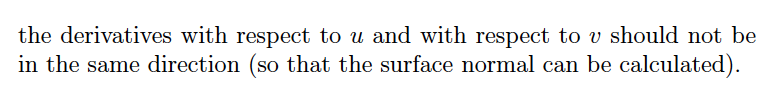 the derivatives with respect to u and with respect to v should not be
in the same direction (so that the surface normal can be calculated).